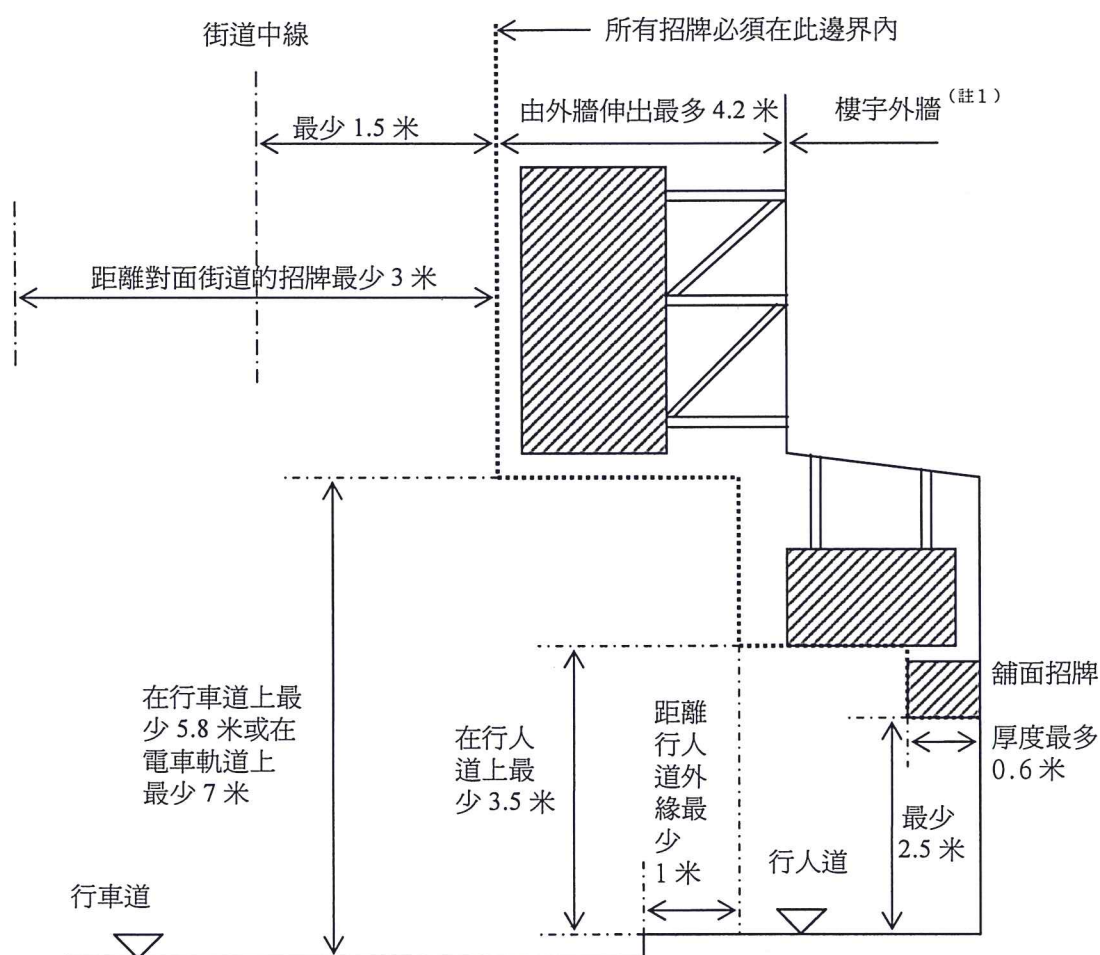 街道中線
所有招牌必須在此邊界內
最少 1.5 米
由外牆伸出最多 4.2 米
樓宇外牆(註1)
距離對面街道的招牌最少 3 米
在行車道上最
少 5.8 米或在
電車軌道上
最少 7 米
在行人
道上最
少 3.5 米
距離
行人
道外
緣最
少
1 米
舖面招牌
厚度最多
0.6 米
最少
2.5 米
行人道
行車道